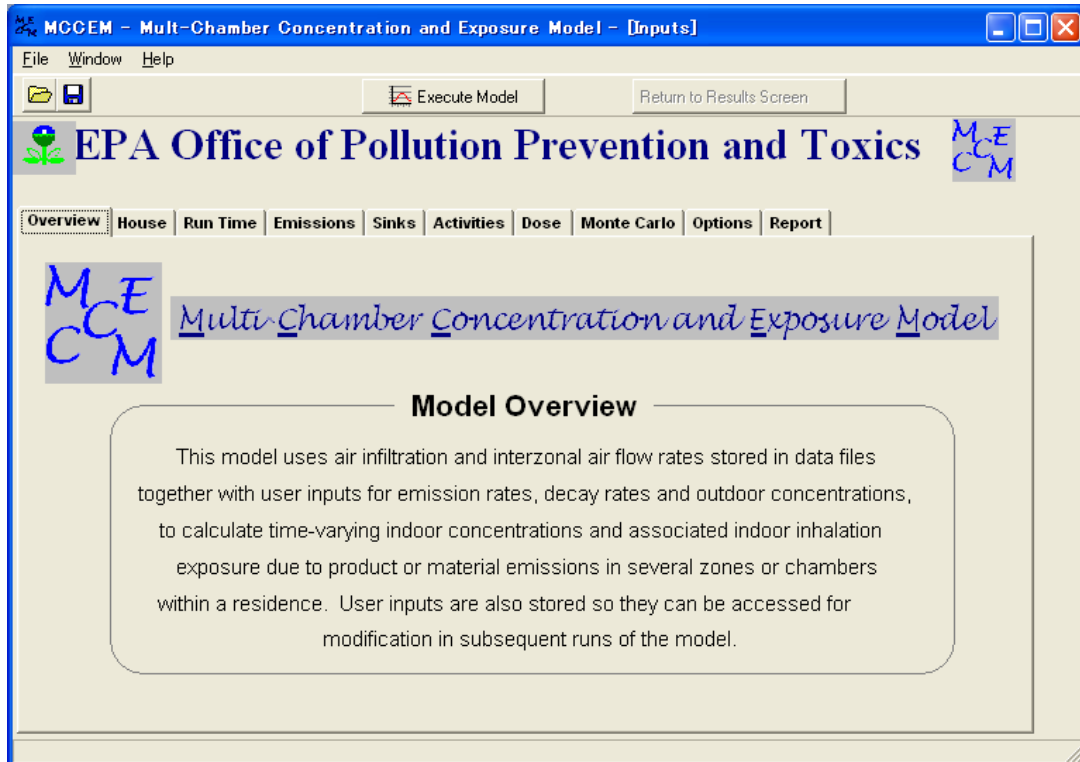 MCCEM - Mult-Chamber Concentration and Exposure Model - [Inputs]
File Window Help
Execute Model Return to Results Screen
EPA Office of Pollution Prevention and Toxics
MCCEM
Overview House Run Time Emissions Sinks Activities Dose Monte Carlo Options Report
MCCEM
Multi-Chamber Concentration and Exposure Model
Model Overview
This model uses air infiltration and interzonal air flow rates stored in data files
together with user inputs for emission rates, decay rates and outdoor concentrations,
to calculate time-varying indoor concentrations and associated indoor inhalation
exposure due to product or material emissions in several zones or chambers
within a residence. User inputs are also stored so they can be accessed for
modification in subsequent runs of the model.